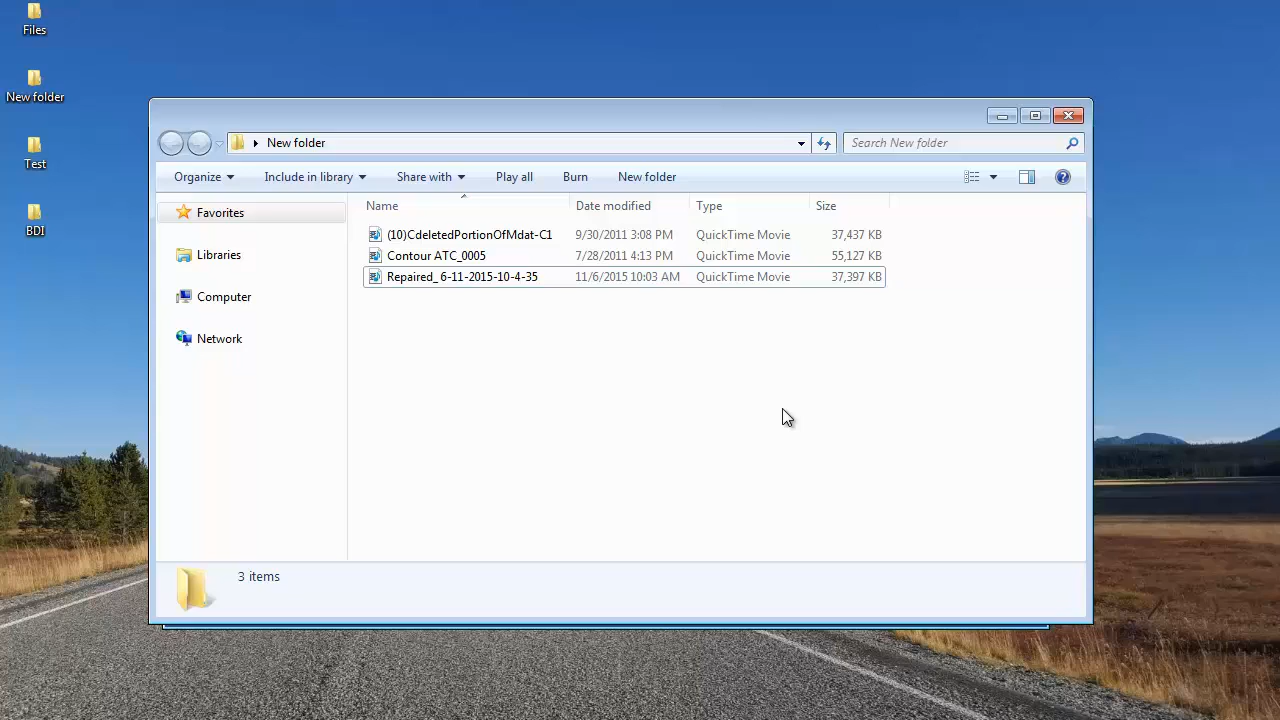 Files
New folder
Test
BDI
New folder
Search New folder
Organize Include in library Share with Play all Burn New folder
Favorites
Libraries
Computer
Network
Name Date modified Type Size
(10)CdeletedPortionOfMdat-C1 9/30/2011 3:08 PM QuickTime Movie 37,437 KB
Contour ATC_0005 7/28/2011 4:13 PM QuickTime Movie 55,127 KB
Repaired_ 6-11-2015-10-4-35 11/6/2015 10:03 AM QuickTime Movie 37,397 KB
3 items